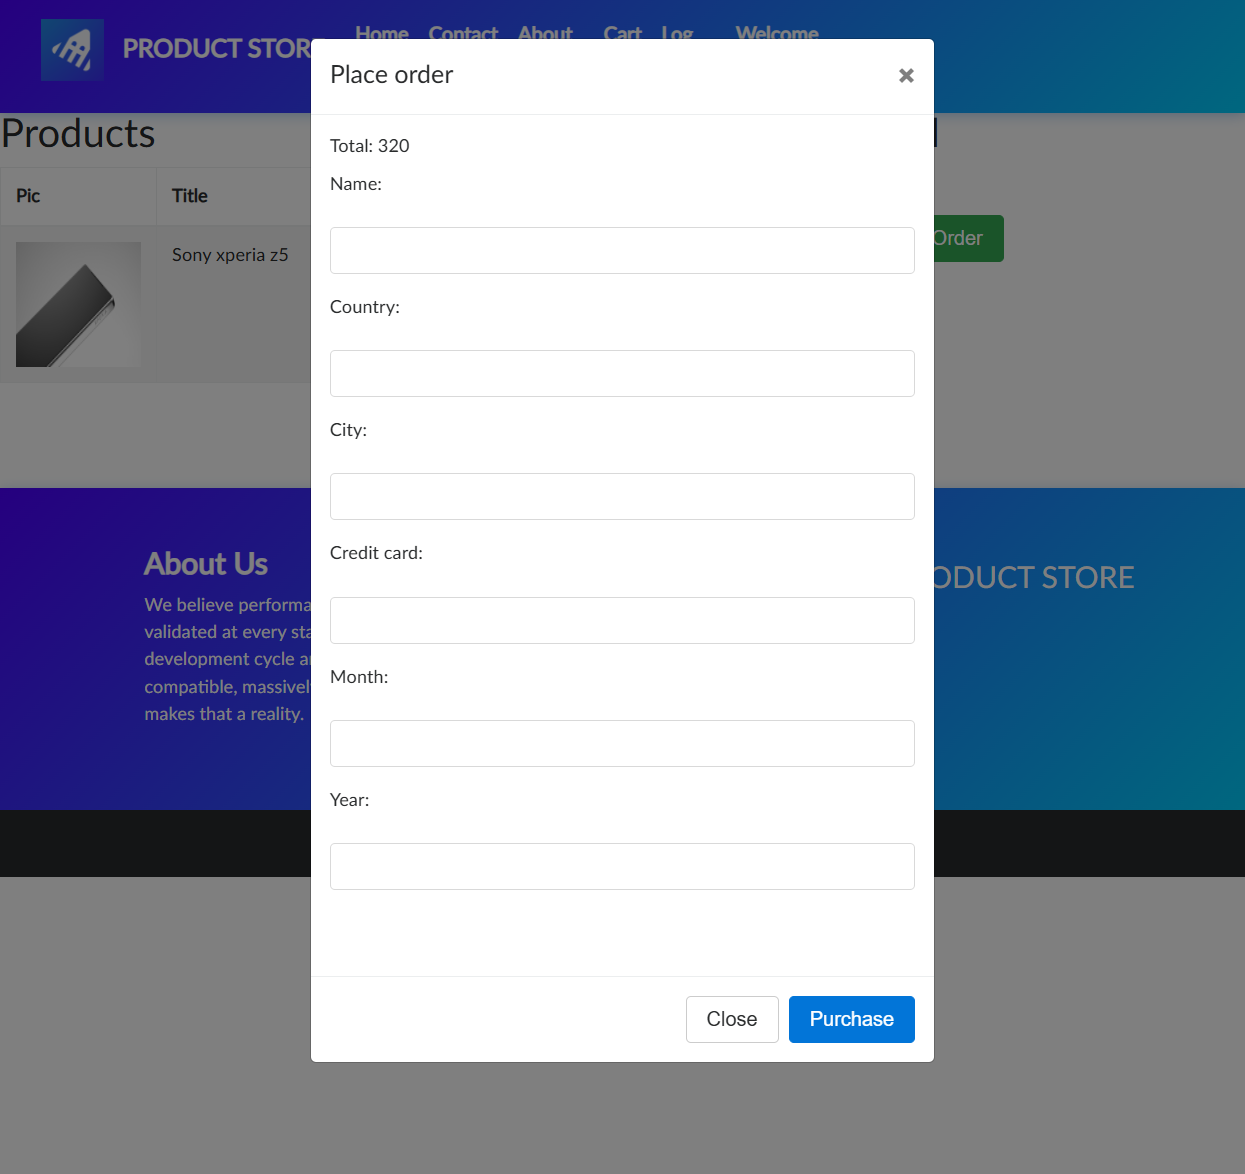 PRODUCT STORE
Home Contact About Cart Log Welcome
Place order
×
Products
Total: 320
Pic Title
Name:
Sony xperia z5
Order
Country:
City:
Credit card:
About Us
ODUCT STORE
We believe performa
validated at every sta
development cycle a
compatible, massivel
makes that a reality.
Month:
Year:
Close Purchase